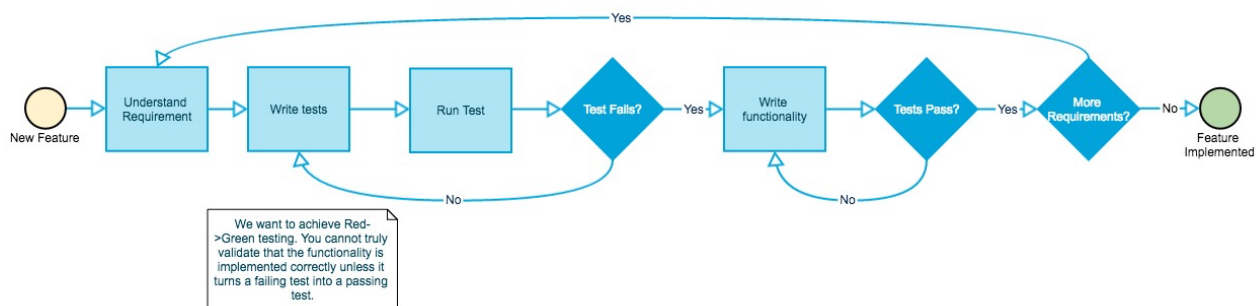 Yes
New Feature
Understand
Requirement
Write tests
Run Test
Test Fails?
Yes
Write
functionality
Tests Pass?
Yes
More
Requirements?
No
Feature
Implemented
No
No
We want to achieve Red-
>Green testing. You cannot truly
validate that the functionality is
implemented correctly unless it
turns a failing test into a passing
test.